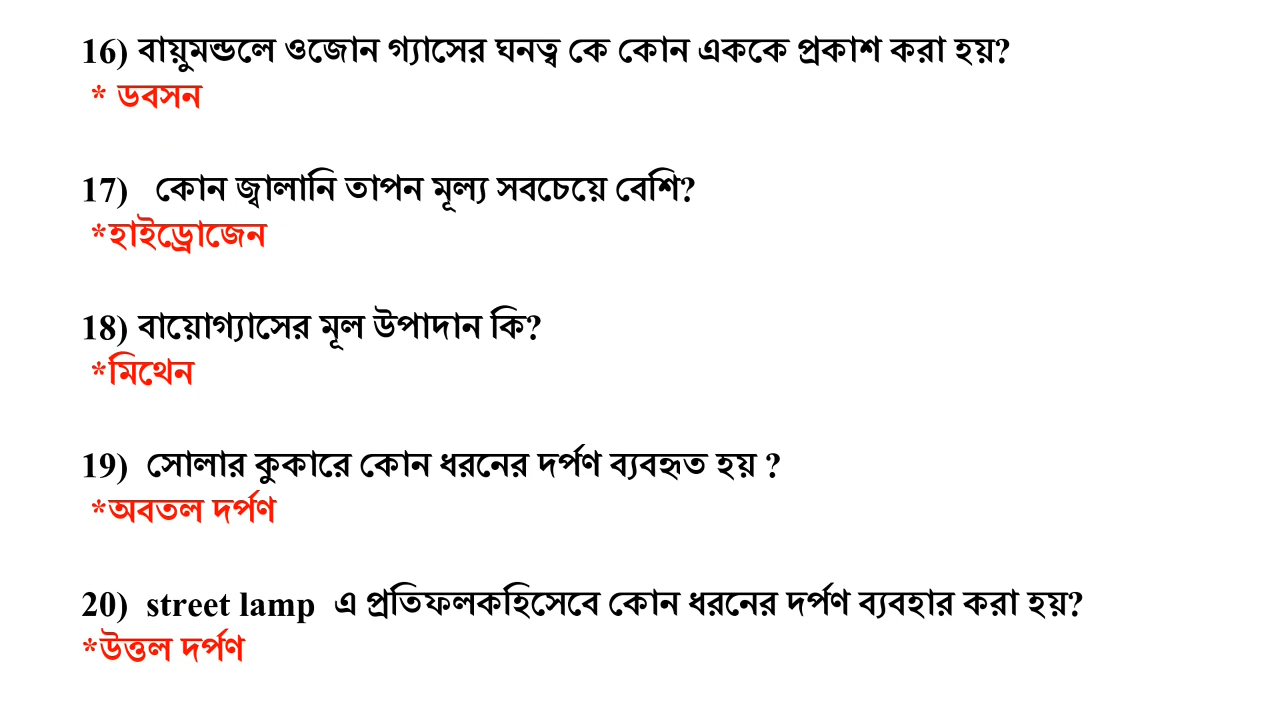 16) বায়ুমন্ডলে ওজোন গ্যাসের ঘনত্ব কে কোন এককে প্রকাশ করা হয়?
* ডবসন
17) কোন জ্বালানি তাপন মূল্য সবচেয়ে বেশি?
*হাইড্রোজেন
18) বায়োগ্যাসের মূল উপাদান কি?
*মিথেন
19) সোলার কুকারে কোন ধরনের দর্পণ ব্যবহৃত হয় ?
*অবতল দর্পণ
20) street lamp এ প্রতিফলকহিসেবে কোন ধরনের দর্পণ ব্যবহার করা হয়?
*উত্তল দর্পণ